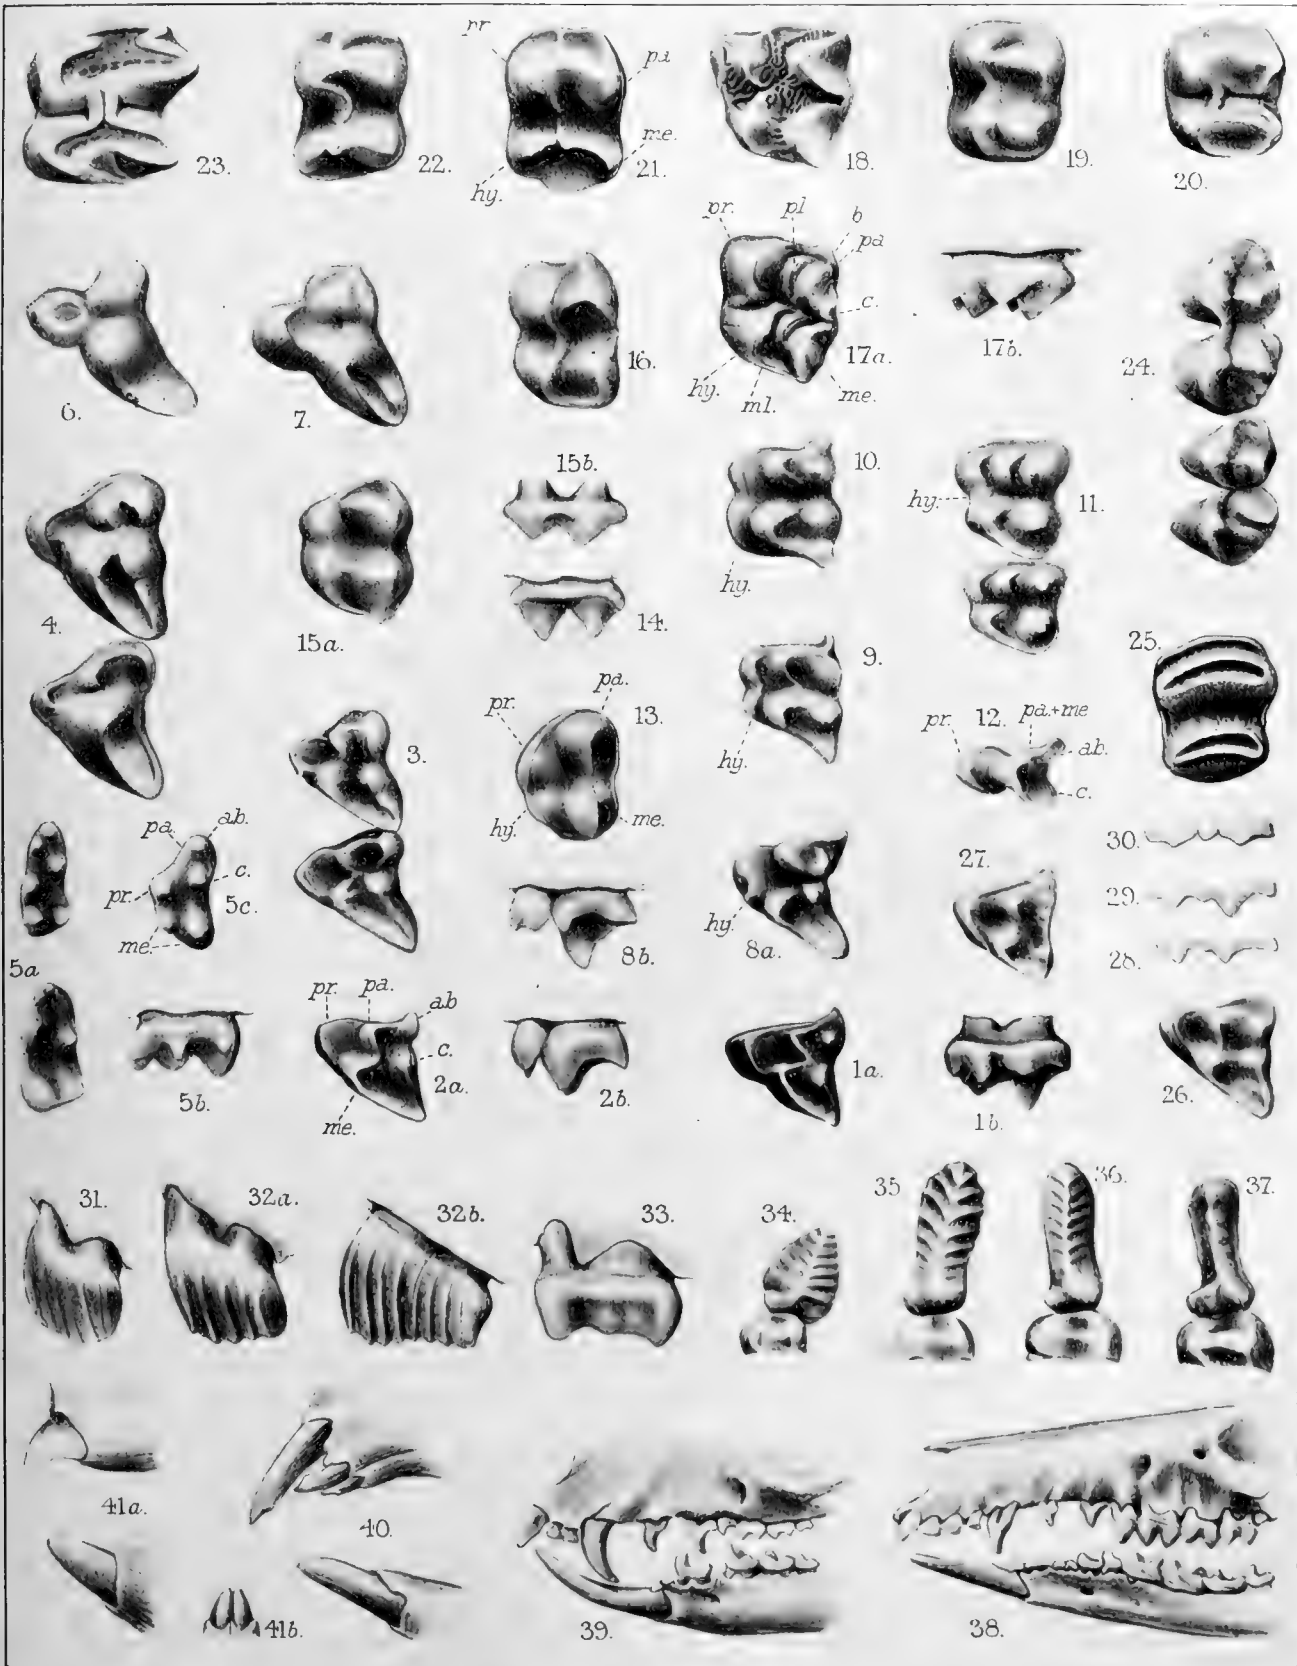 pr.
pa
me.
hy.
23.
22.
21.
18.
19.
20.
pr.
pl
b
pa
c.
17a.
hy.
ml.
me.
17b.
6.
7.
16.
24.
15b.
10.
hy.
hy.
11.
4.
15a.
14.
9.
25.
pa.
pr.
13.
hy.
me.
3.
hy.
12.
pa.+me
pr.
ab.
c.
pa.
ab.
pr.
c.
5c.
me.
5a
8b.
hy.
8a.
27.
30.
29.
28.
pr.
pa.
ab
c.
2a.
me.
5b.
2b.
1a.
1b.
26.
31.
32a.
32b.
33.
34.
35
36.
37.
41a.
40.
41b.
39.
38.